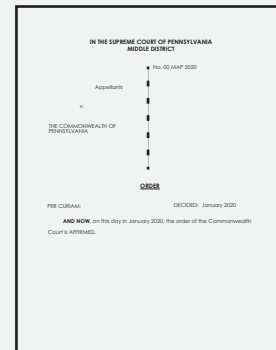 IN THE SUPREME COURT OF PENNSYLVANIA
MIDDLE DISTRICT
No. 00 MAP 2020
Appellants
v.
THE COMMONWEALTH OF
PENNSYLVANIA
ORDER
PER CURIAM: DECIDED: January 2020
AND NOW, on this day in January 2020, the order of the Commonwealth
Court is AFFIRMED.